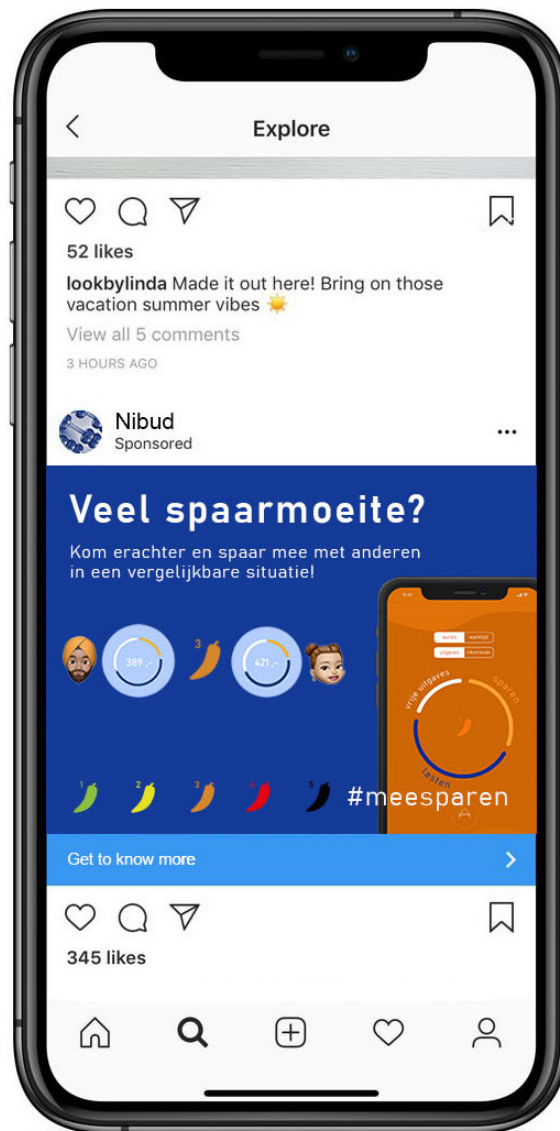 Explore
52 likes
lookbylinda Made it out here! Bring on those
vacation summer vibes ☀️
View all 5 comments
3 HOURS AGO
Nibud
Sponsored
Veel spaarmoeite?
Kom erachter en spaar mee met anderen
in een vergelijkbare situatie!
389 ,-
3
421 ,-
vrije uitgaves
sparen
lasten
1
2
3
5
#meesparen
Get to know more
345 likes